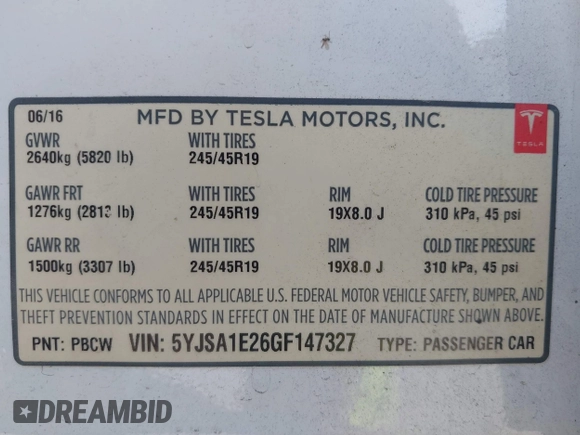 06/16 MFD BY TESLA MOTORS, INC.
TESLA
GVWR WITH TIRES
2640kg (5820 lb) 245/45R19
GAWR FRT WITH TIRES RIM COLD TIRE PRESSURE
1276kg (2813 lb) 245/45R19 19X8.0 J 310 kPa, 45 psi
GAWR RR WITH TIRES RIM COLD TIRE PRESSURE
1500kg (3307 lb) 245/45R19 19X8.0 J 310 kPa, 45 psi
THIS VEHICLE CONFORMS TO ALL APPLICABLE U.S. FEDERAL MOTOR VEHICLE SAFETY, BUMPER, AND
THEFT PREVENTION STANDARDS IN EFFECT ON THE DATE OF MANUFACTURE SHOWN ABOVE.
PNT: PBCW VIN: 5YJSA1E26GF147327 TYPE: PASSENGER CAR
DREAMBID